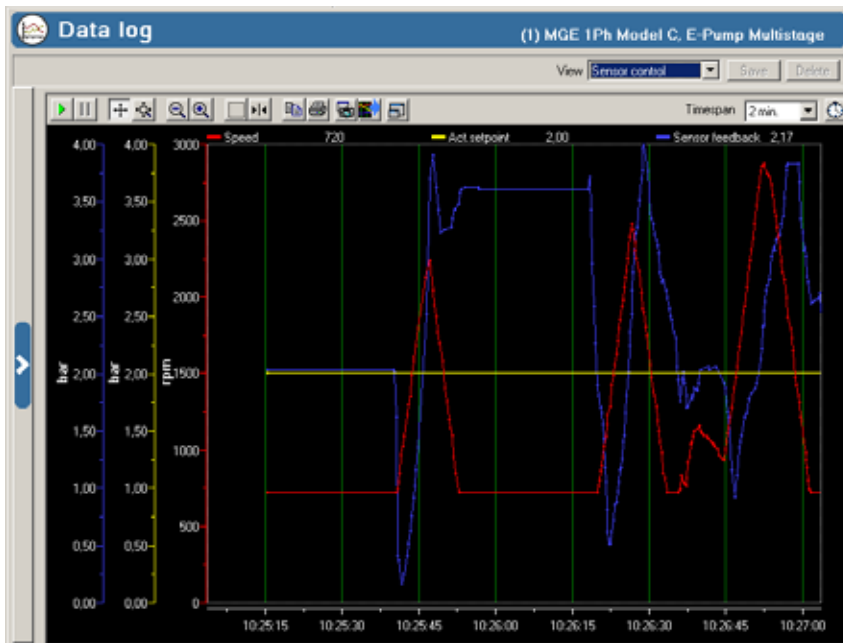 Data log
(1) MGE 1Ph Model C, E-Pump Multistage
View Sensor control Save Delete
Timespan 2 min.
Speed 720 Act.setpoint 2,00 Sensor feedback 2,17
4,00 4,00 3000
3,50 3,50 2500
3,00 3,00
2,50 2,50 2000
bar 2,00 bar 2,00 rpm 1500
1,50 1,50
1,00 1,00 1000
0,50 0,50 500
0,00 0,00 0
10:25:15 10:25:30 10:25:45 10:26:00 10:26:15 10:26:30 10:26:45 10:27:00